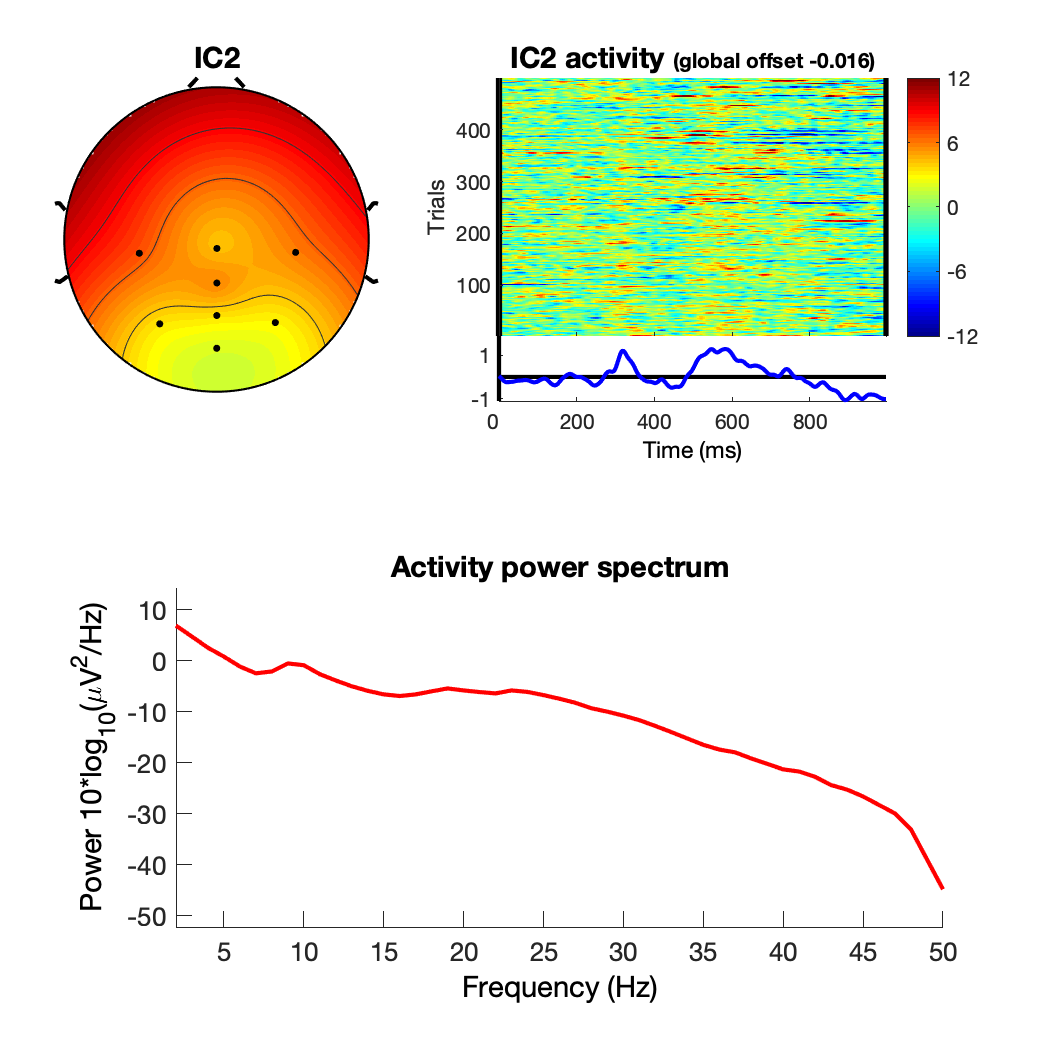 IC2
IC2 activity (global offset -0.016)
Trials
400
300
200
100
12
6
0
-6
-12
1
-1
0 200 400 600 800
Time (ms)
Activity power spectrum
Power 10*log10(μV2/Hz)
10
0
-10
-20
-30
-40
-50
5 10 15 20 25 30 35 40 45 50
Frequency (Hz)